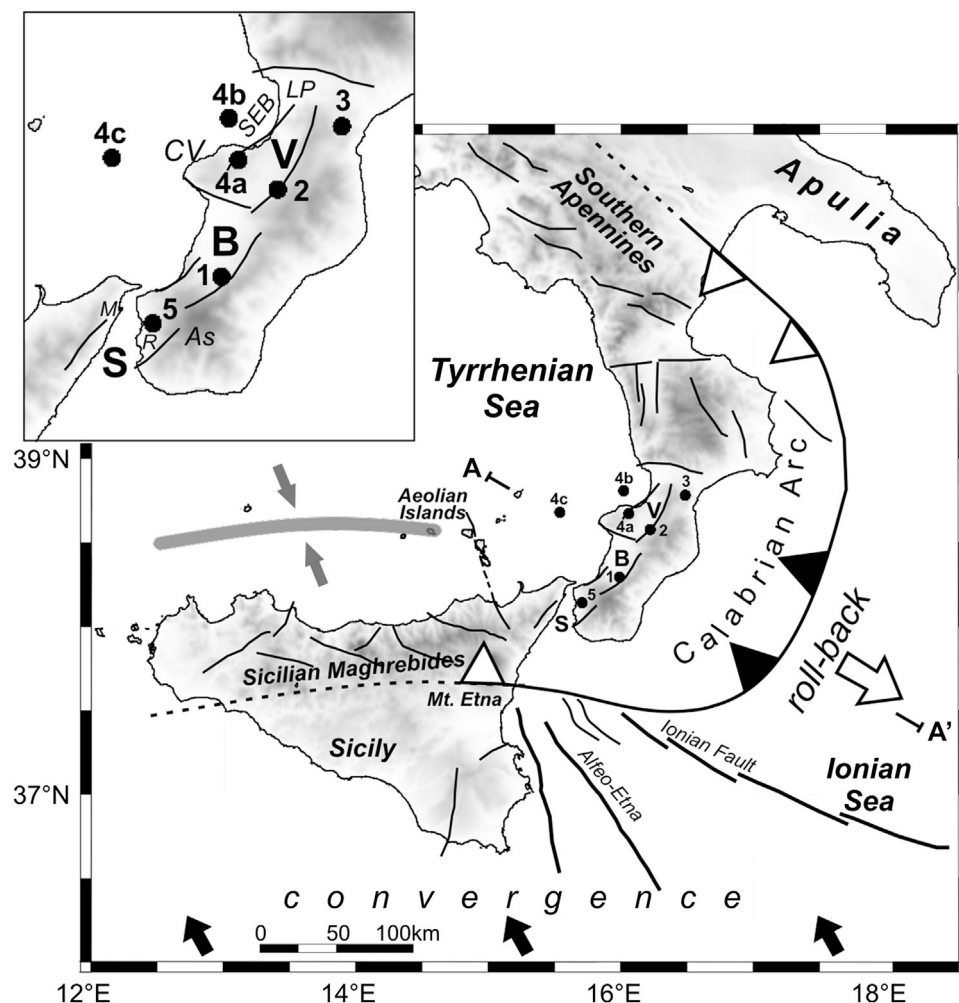 LP
4b
SEB
3
4c
CV
V
4a
2
B
1
5
M
R
As
S
Apulia
Southern
Apennines
Tyrrhenian
Sea
39°N
A
Aeolian
Islands
4b
4c
3
V
4a
2
B
1
5
S
Calabrian Arc
roll-back
A'
Sicilian Maghrebides
Mt. Etna
Sicily
Ionian Fault
Alfeo-Etna
Ionian
Sea
37°N
convergence
0 50 100km
12°E 14°E 16°E 18°E